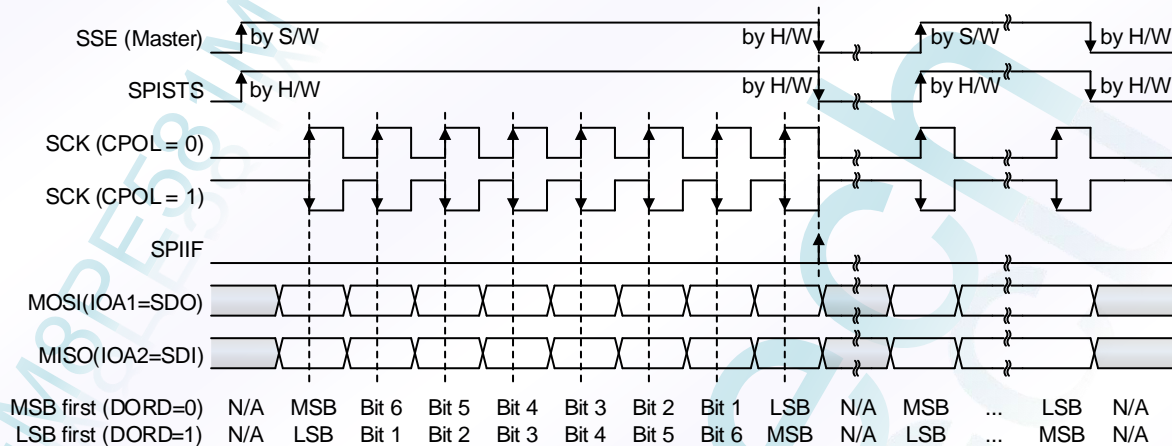 SSE (Master) by S/W by H/W by S/W by H/W
SPISTS by H/W by H/W by H/W by H/W
SCK (CPOL = 0)
SCK (CPOL = 1)
SPIIF
MOSI(IOA1=SDO)
MISO(IOA2=SDI)
MSB first (DORD=0) N/A MSB Bit 6 Bit 5 Bit 4 Bit 3 Bit 2 Bit 1 LSB N/A MSB ... LSB N/A
LSB first (DORD=1) N/A LSB Bit 1 Bit 2 Bit 3 Bit 4 Bit 5 Bit 6 MSB N/A LSB ... MSB N/A